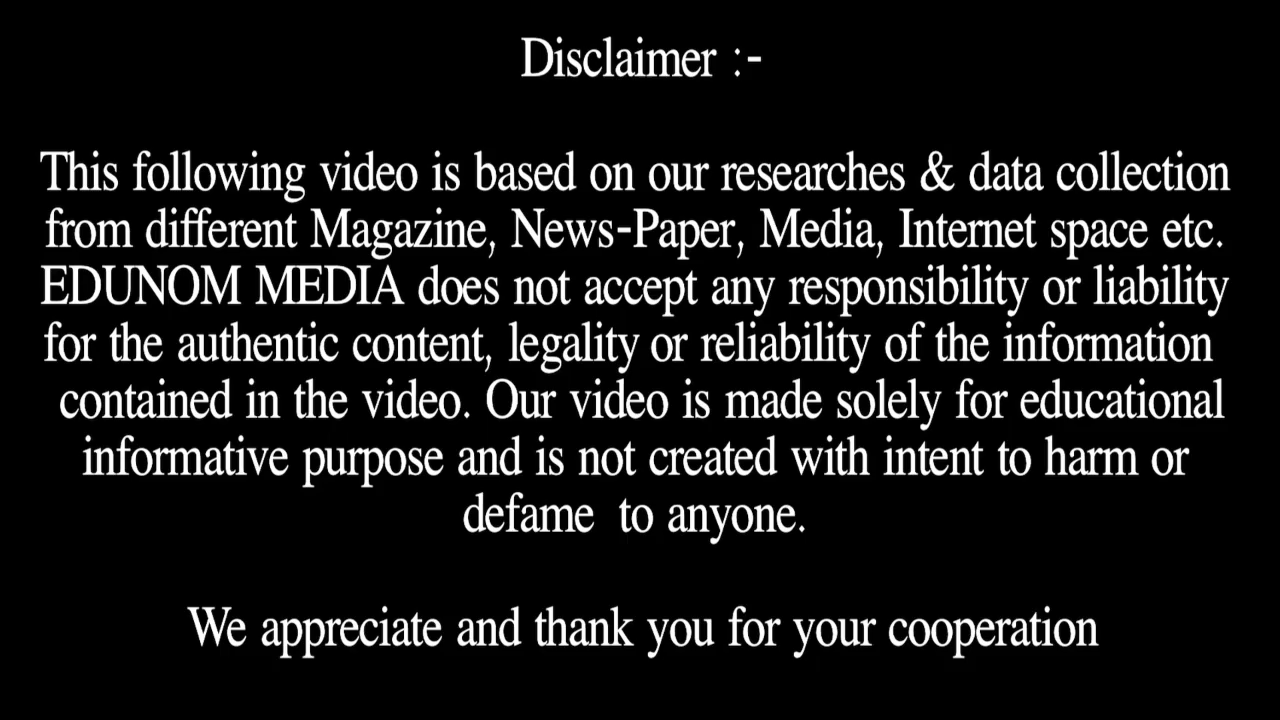 Disclaimer :-
This following video is based on our researches & data collection
from different Magazine, News-Paper, Media, Internet space etc.
EDUNOM MEDIA does not accept any responsibility or liability
for the authentic content, legality or reliability of the information
contained in the video. Our video is made solely for educational
informative purpose and is not created with intent to harm or
defame to anyone.
We appreciate and thank you for your cooperation